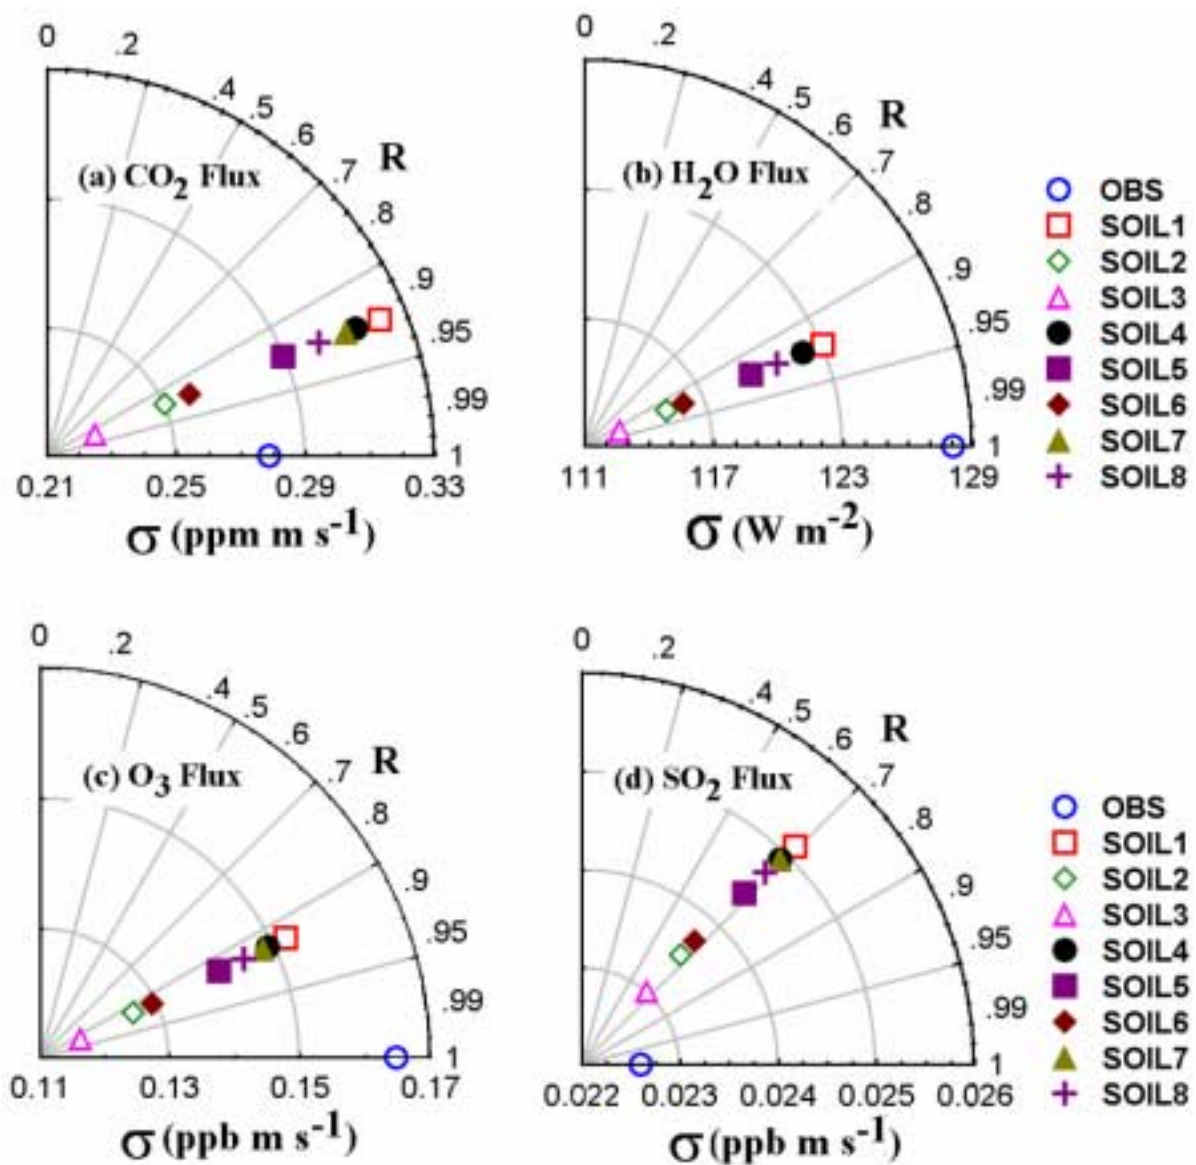 0
.2
.4
.5
.6
.7
.8
.9
.95
.99
1
R
(a) CO2 Flux
0.21 0.25 0.29 0.33
σ (ppm m s-1)
0
.2
.4
.5
.6
.7
.8
.9
.95
.99
1
R
(b) H2O Flux
111 117 123 129
σ (W m-2)
OBS
SOIL1
SOIL2
SOIL3
SOIL4
SOIL5
SOIL6
SOIL7
SOIL8
0
.2
.4
.5
.6
.7
.8
.9
.95
.99
1
R
(c) O3 Flux
0.11 0.13 0.15 0.17
σ (ppb m s-1)
0
.2
.4
.5
.6
.7
.8
.9
.95
.99
1
R
(d) SO2 Flux
0.022 0.023 0.024 0.025 0.026
σ (ppb m s-1)
OBS
SOIL1
SOIL2
SOIL3
SOIL4
SOIL5
SOIL6
SOIL7
SOIL8